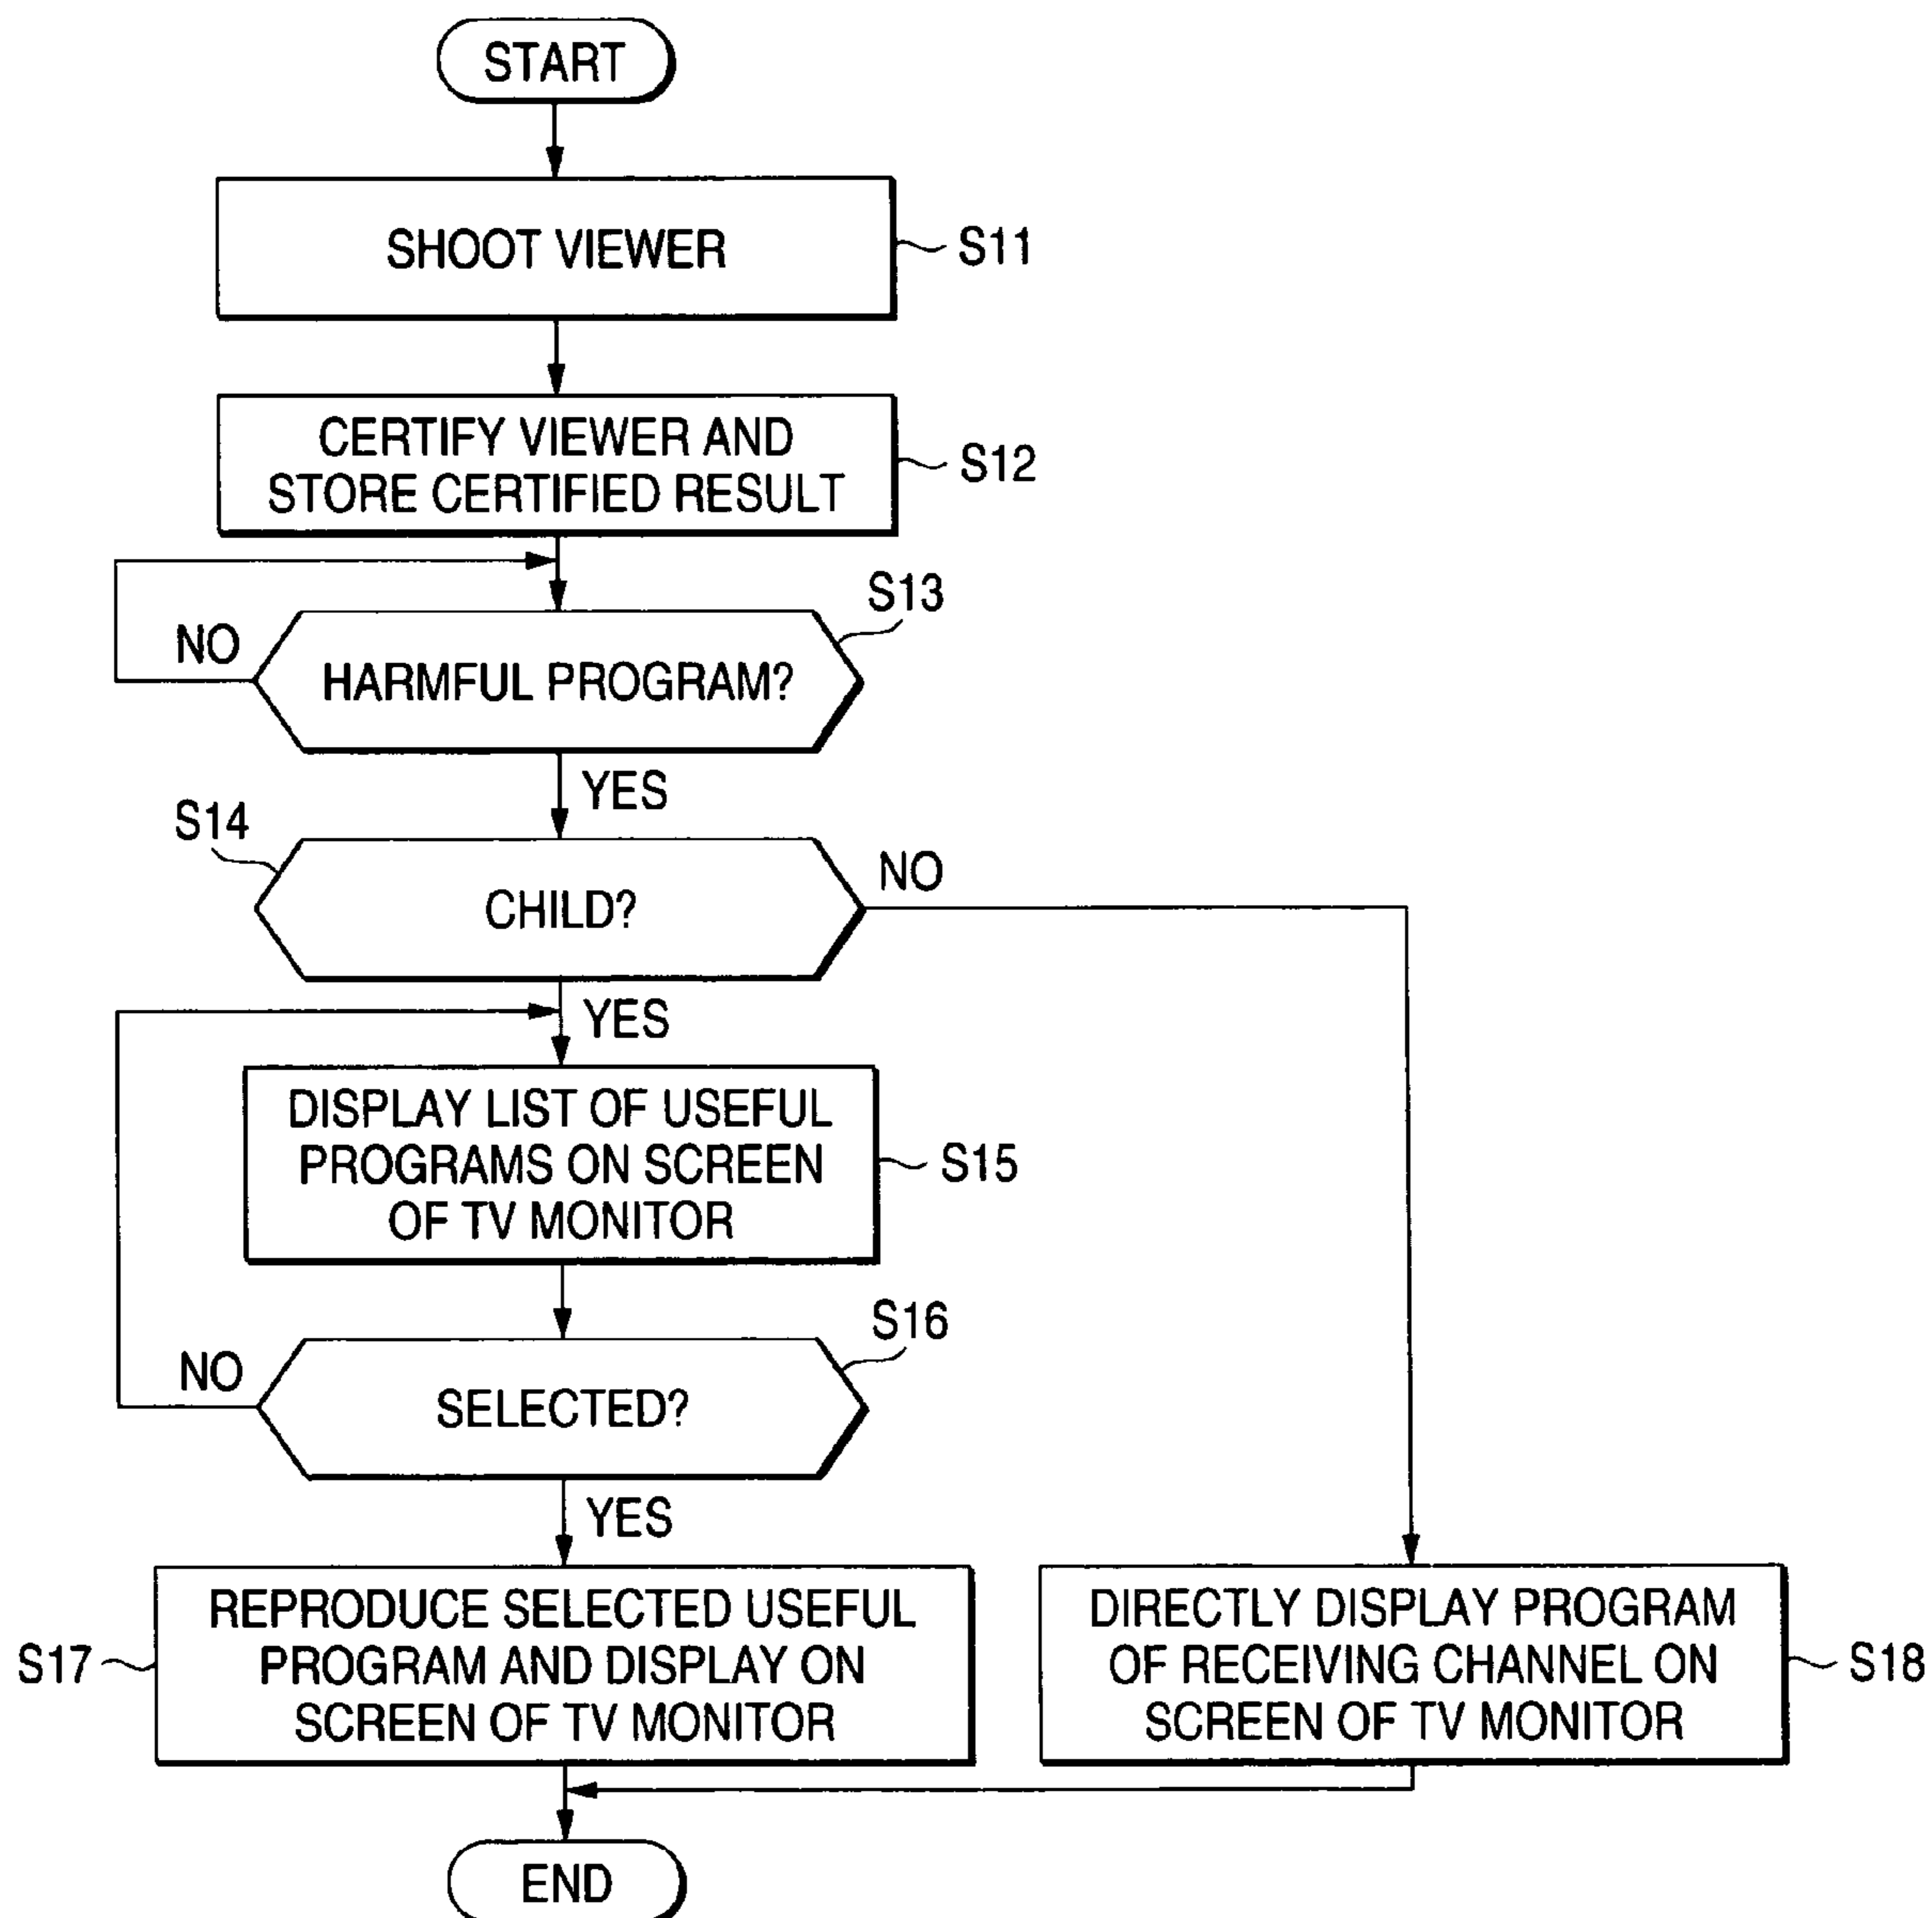 START
SHOOT VIEWER
S11
CERTIFY VIEWER AND
STORE CERTIFIED RESULT
S12
S13
NO
HARMFUL PROGRAM?
YES
S14
NO
CHILD?
YES
DISPLAY LIST OF USEFUL
PROGRAMS ON SCREEN
OF TV MONITOR
S15
S16
NO
SELECTED?
YES
REPRODUCE SELECTED USEFUL
PROGRAM AND DISPLAY ON
SCREEN OF TV MONITOR
S17
DIRECTLY DISPLAY PROGRAM
OF RECEIVING CHANNEL ON
SCREEN OF TV MONITOR
S18
END